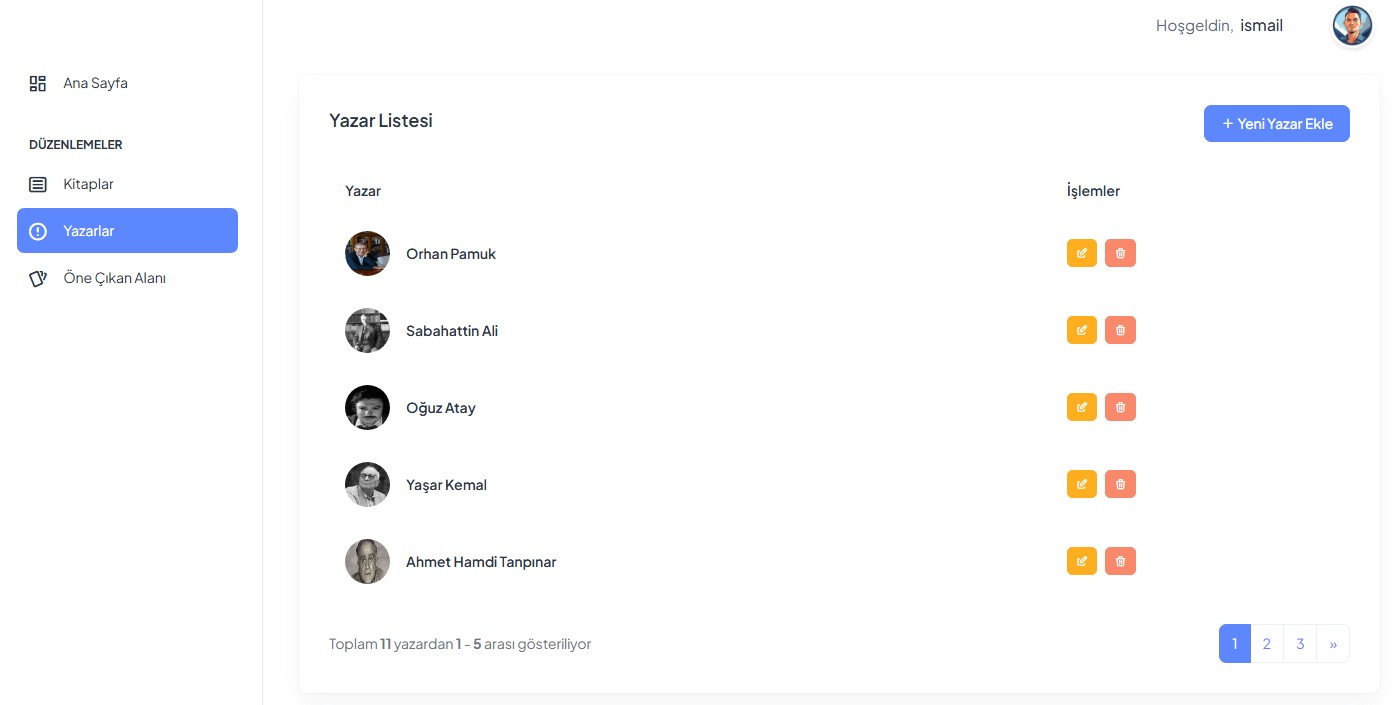 Hoşgeldin, ismail
Ana Sayfa
DÜZENLEMELER
Kitaplar
Yazarlar
Öne Çıkan Alanı
Yazar Listesi
+ Yeni Yazar Ekle
Yazar İşlemler
Orhan Pamuk
Sabahattin Ali
Oğuz Atay
Yaşar Kemal
Ahmet Hamdi Tanpınar
Toplam 11 yazardan 1 - 5 arası gösteriliyor
1 2 3 »